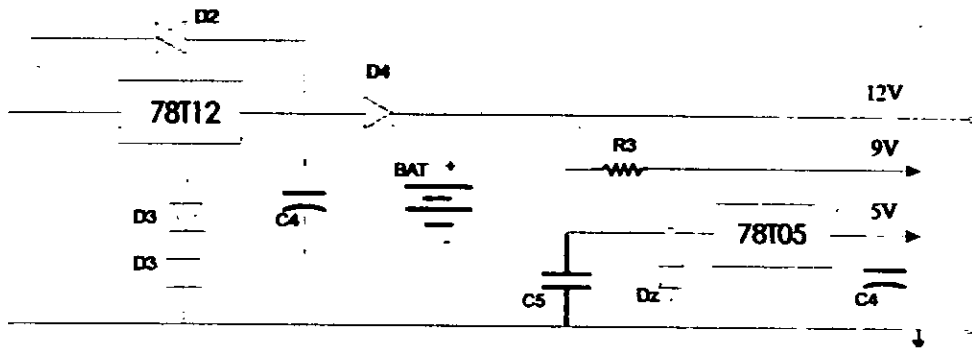 D2
D4
78T12
12V
R3
9V
BAT +
D3
C4
5V
78T05
D3
C5
Dz
C4